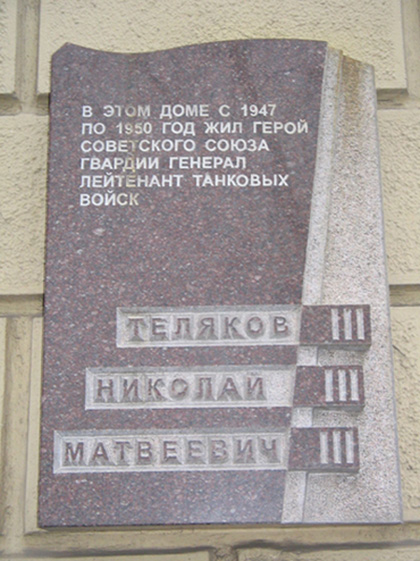 В ЭТОМ ДОМЕ С 1947
ПО 1950 ГОД ЖИЛ ГЕРОЙ
СОВЕТСКОГО СОЮЗА
ГВАРДИИ ГЕНЕРАЛ
ЛЕЙТЕНАНТ ТАНКОВЫХ
ВОЙСК
ТЕЛЯКОВ
НИКОЛАЙ
МАТВЕЕВИЧ